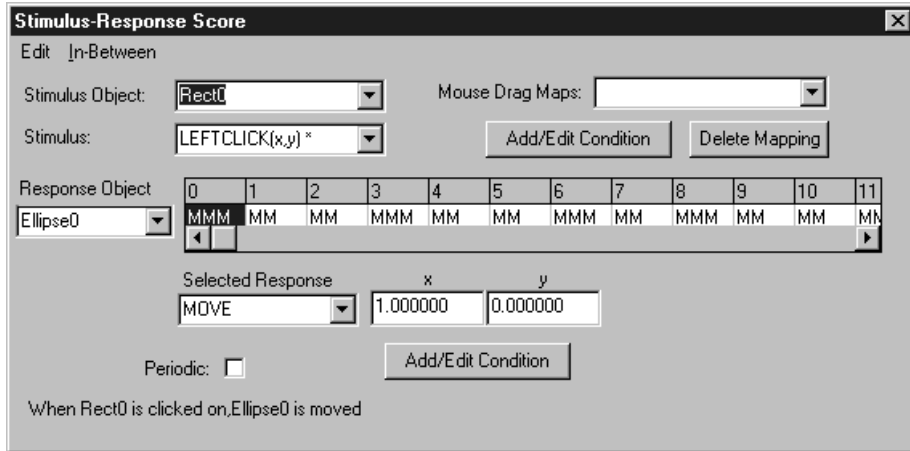 Stimulus-Response Score
Edit In-Between
Stimulus Object: Rect0 Mouse Drag Maps:
Stimulus: LEFTCLICK(x,y) * Add/Edit Condition Delete Mapping
Response Object 0 1 2 3 4 5 6 7 8 9 10 11
Ellipse0 MMM MM MM MMM MM MM MMM MM MMM MM MM
Selected Response x y
MOVE 1.000000 0.000000
Periodic: Add/Edit Condition
When Rect0 is clicked on,Ellipse0 is moved